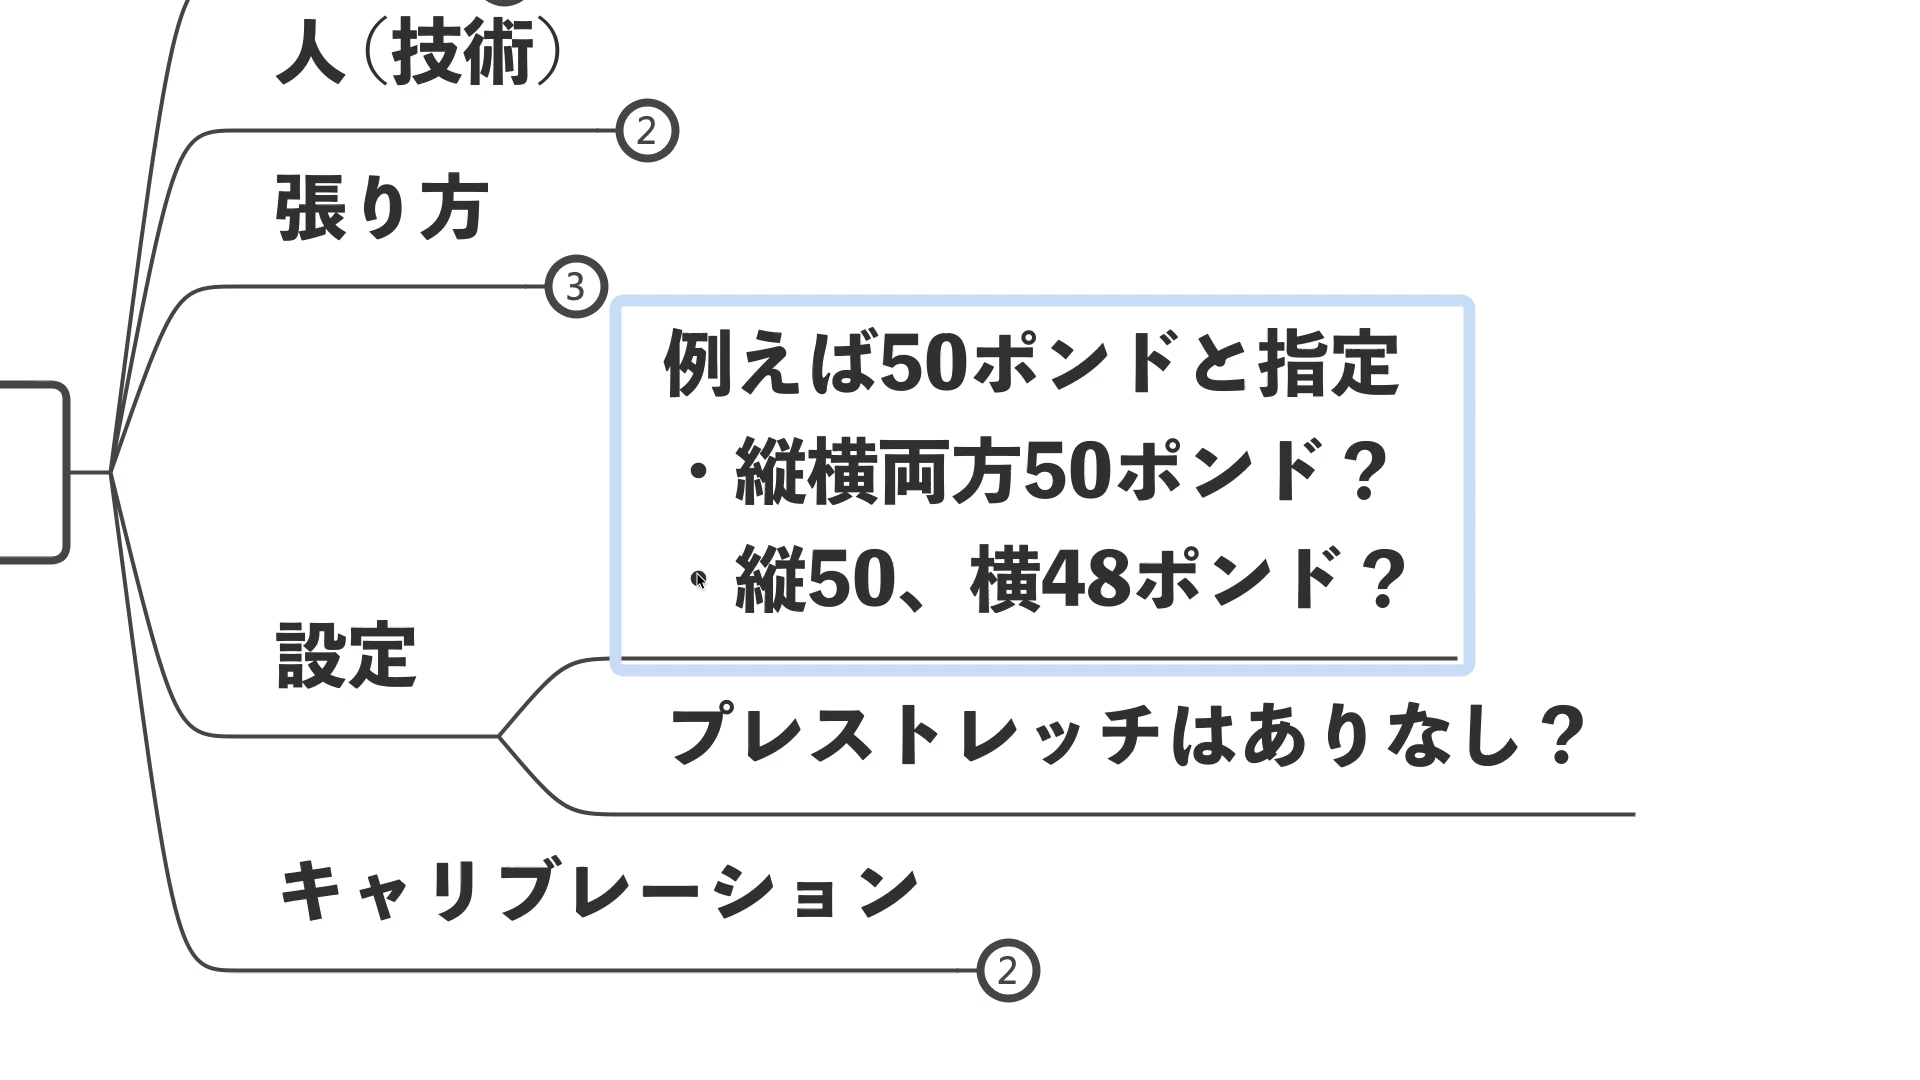 人（技術）
2
張り方
3
例えば50ポンドと指定
・縦横両方50ポンド？
・縦50、横48ポンド？
設定
プレストレッチはありなし？
キャリブレーション
2